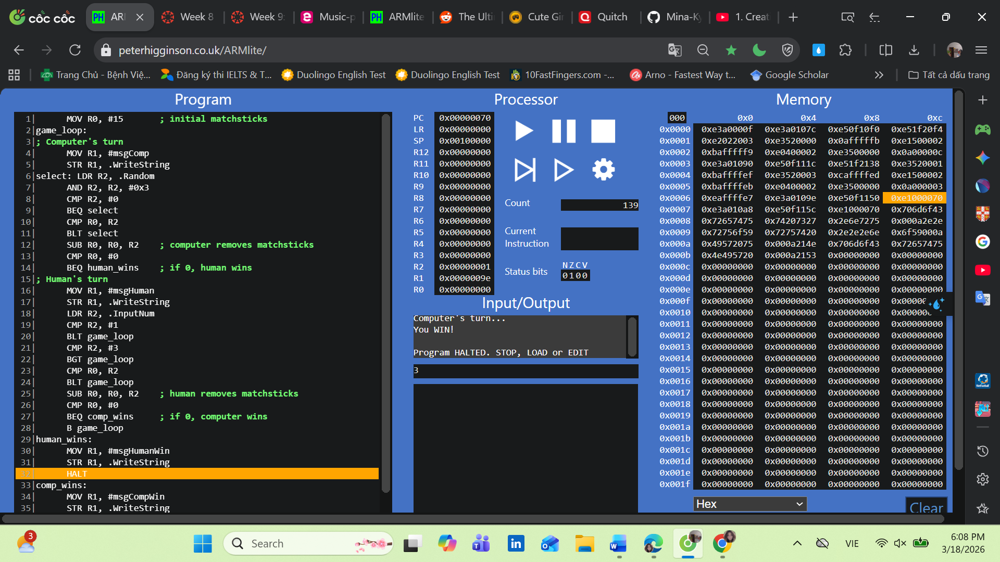 cốc cốc
AR
Week 8
Week 9:
Music-p
ARMlite
The Ulti
Cute Gir
Quitch
Mina-Ky
1. Creat
peterhigginson.co.uk/ARMlite/
Trang Chủ - Bệnh Việ...
Đăng ký thi IELTS & T...
Duolingo English Test
Duolingo English Test
10FastFingers.com -...
Arno - Fastest Way t...
Google Scholar
Tất cả dấu trang
Program
1| MOV R0, #15 ; initial matchsticks
2|game_loop:
3|; Computer's turn
4| MOV R1, #msgComp
5| STR R1, .WriteString
6|select: LDR R2, .Random
7| AND R2, R2, #0x3
8| CMP R2, #0
9| BEQ select
10| CMP R0, R2
11| BLT select
12| SUB R0, R0, R2 ; computer removes matchsticks
13| CMP R0, #0
14| BEQ human_wins ; if 0, human wins
15|; Human's turn
16| MOV R1, #msgHuman
17| STR R1, .WriteString
18| LDR R2, .InputNum
19| CMP R2, #1
20| BLT game_loop
21| CMP R2, #3
22| BGT game_loop
23| CMP R0, R2
24| BLT game_loop
25| SUB R0, R0, R2 ; human removes matchsticks
26| CMP R0, #0
27| BEQ comp_wins ; if 0, computer wins
28| B game_loop
29|human_wins:
30| MOV R1, #msgHumanWin
31| STR R1, .WriteString
32| HALT
33|comp_wins:
34| MOV R1, #msgCompWin
35| STR R1, .WriteString
Processor
PC 0x00000070
LR 0x00000000
SP 0x00100000
R12 0x00000000
R11 0x00000000
R10 0x00000000
R9 0x00000000
R8 0x00000000
R7 0x00000000
R6 0x00000000
R5 0x00000000
R4 0x00000000
R3 0x00000000
R2 0x00000001
R1 0x0000009e
R0 0x00000000
Count 139
Current
Instruction
Status bits
NZCV
0100
Input/Output
Computer's turn...
You WIN!
Program HALTED. STOP, LOAD or EDIT
3
Memory
000 0x0 0x4 0x8 0xc
0x0000 0xe3a0000f 0xe3a0107c 0xe50f10f0 0xe51f20f4
0x0001 0xe2022003 0xe3520000 0x0afffffb 0xe1500002
0x0002 0xbafffff9 0xe0400002 0xe3500000 0x0a00000c
0x0003 0xe3a01090 0xe50f111c 0xe51f2138 0xe3520001
0x0004 0xbaffffef 0xe3520003 0xcaffffed 0xe1500002
0x0005 0xbaffffeb 0xe0400002 0xe3500000 0x0a000003
0x0006 0xeaffffe7 0xe3a0109e 0xe50f1150 0xe1000070
0x0007 0xe3a010a8 0xe50f115c 0xe1000070 0x706d6f43
0x0008 0x72657475 0x74207327 0x2e6e7275 0x000a2e2e
0x0009 0x72756f59 0x72757420 0x2e2e2e6e 0x6f59000a
0x000a 0x49572075 0x000a214e 0x706d6f43 0x72657475
0x000b 0x4e495720 0x000a2153 0x00000000 0x00000000
0x000c 0x00000000 0x00000000 0x00000000 0x00000000
0x000d 0x00000000 0x00000000 0x00000000 0x00000000
0x000e 0x00000000 0x00000000 0x00000000 0x00000000
0x000f 0x00000000 0x00000000 0x00000000 0x0000
0x0010 0x00000000 0x00000000 0x00000000 0x00000
0x0011 0x00000000 0x00000000 0x00000000 0x00000000
0x0012 0x00000000 0x00000000 0x00000000 0x00000000
0x0013 0x00000000 0x00000000 0x00000000 0x00000000
0x0014 0x00000000 0x00000000 0x00000000 0x00000000
0x0015 0x00000000 0x00000000 0x00000000 0x00000000
0x0016 0x00000000 0x00000000 0x00000000 0x00000000
0x0017 0x00000000 0x00000000 0x00000000 0x00000000
0x0018 0x00000000 0x00000000 0x00000000 0x00000000
0x0019 0x00000000 0x00000000 0x00000000 0x00000000
0x001a 0x00000000 0x00000000 0x00000000 0x00000000
0x001b 0x00000000 0x00000000 0x00000000 0x00000000
0x001c 0x00000000 0x00000000 0x00000000 0x00000000
0x001d 0x00000000 0x00000000 0x00000000 0x00000000
0x001e 0x00000000 0x00000000 0x00000000 0x00000000
0x001f 0x00000000 0x00000000 0x00000000 0x00000000
Hex
Clear
3
Search
VIE
6:08 PM
3/18/2026